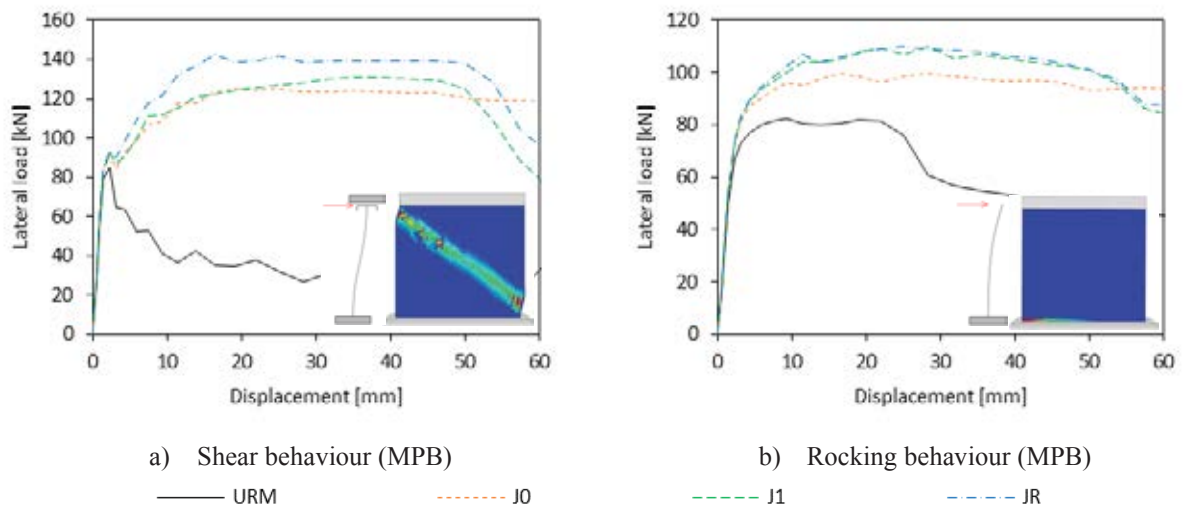 160
140
120
100
80
60
40
20
0
Lateral load [kN]
0 10 20 30 40 50 60
Displacement [mm]
120
100
80
60
40
20
0
Lateral load [kN]
0 10 20 30 40 50 60
Displacement [mm]
a) Shear behaviour (MPB)
b) Rocking behaviour (MPB)
URM J0 J1 JR